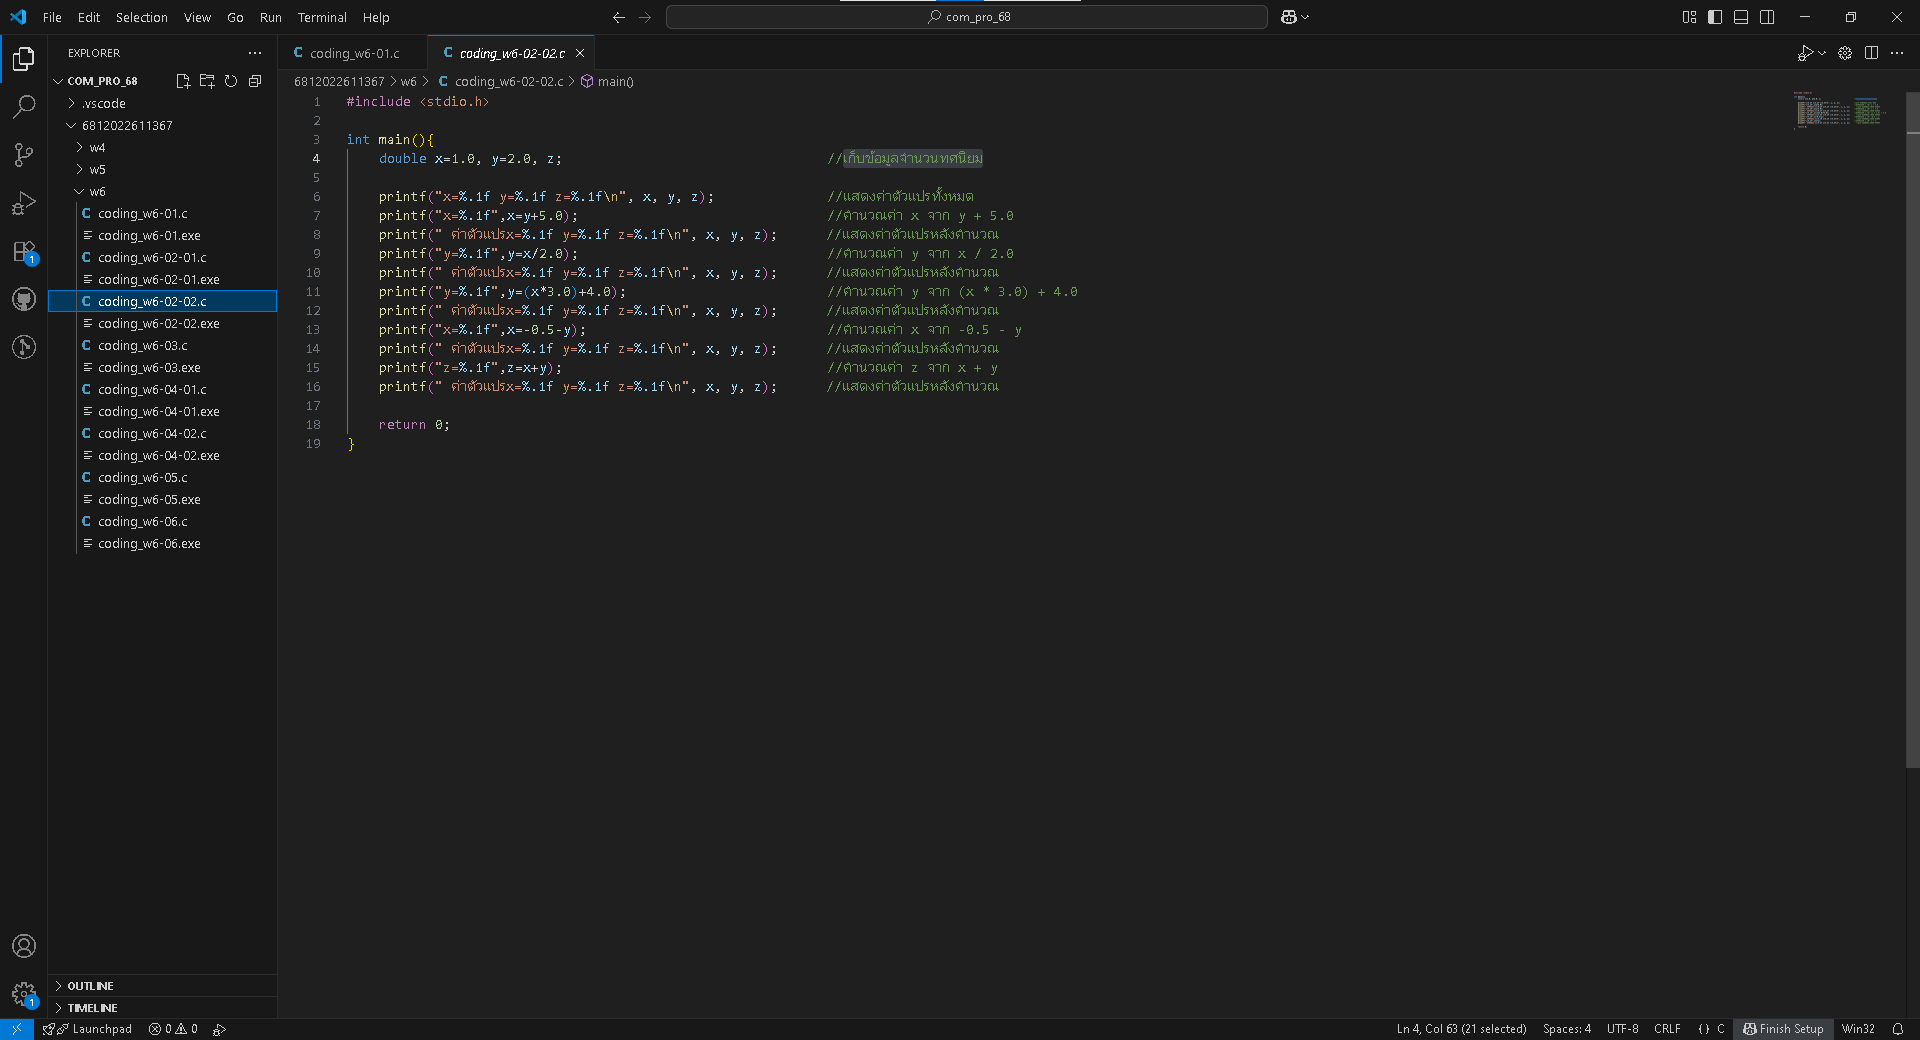 File Edit Selection View Go Run Terminal Help
com_pro_68
EXPLORER
COM_PRO_68
.vscode
6812022611367
w4
w5
w6
coding_w6-01.c
coding_w6-01.exe
coding_w6-02-01.c
coding_w6-02-01.exe
coding_w6-02-02.c
coding_w6-02-02.exe
coding_w6-03.c
coding_w6-03.exe
coding_w6-04-01.c
coding_w6-04-01.exe
coding_w6-04-02.c
coding_w6-04-02.exe
coding_w6-05.c
coding_w6-05.exe
coding_w6-06.c
coding_w6-06.exe
OUTLINE
TIMELINE
1
1
C coding_w6-01.c C coding_w6-02-02.c
6812022611367 > w6 > C coding_w6-02-02.c > main()
1 #include <stdio.h>
2
3 int main(){
4 double x=1.0, y=2.0, z; //เก็บข้อมูลจำนวนทศนิยม
5
6 printf("x=%.1f y=%.1f z=%.1f\n", x, y, z); //แสดงค่าตัวแปรทั้งหมด
7 printf("x=%.1f",x=y+5.0); //คำนวณค่า x จาก y + 5.0
8 printf(" ค่าตัวแปรx=%.1f y=%.1f z=%.1f\n", x, y, z); //แสดงค่าตัวแปรหลังคำนวณ
9 printf("y=%.1f",y=x/2.0); //คำนวณค่า y จาก x / 2.0
10 printf(" ค่าตัวแปรx=%.1f y=%.1f z=%.1f\n", x, y, z); //แสดงค่าตัวแปรหลังคำนวณ
11 printf("y=%.1f",y=(x*3.0)+4.0); //คำนวณค่า y จาก (x * 3.0) + 4.0
12 printf(" ค่าตัวแปรx=%.1f y=%.1f z=%.1f\n", x, y, z); //แสดงค่าตัวแปรหลังคำนวณ
13 printf("x=%.1f",x=-0.5-y); //คำนวณค่า x จาก -0.5 - y
14 printf(" ค่าตัวแปรx=%.1f y=%.1f z=%.1f\n", x, y, z); //แสดงค่าตัวแปรหลังคำนวณ
15 printf("z=%.1f",z=x+y); //คำนวณค่า z จาก x + y
16 printf(" ค่าตัวแปรx=%.1f y=%.1f z=%.1f\n", x, y, z); //แสดงค่าตัวแปรหลังคำนวณ
17
18 return 0;
19 }
Launchpad 0 0 Ln 4, Col 63 (21 selected) Spaces: 4 UTF-8 CRLF {} C Finish Setup Win32